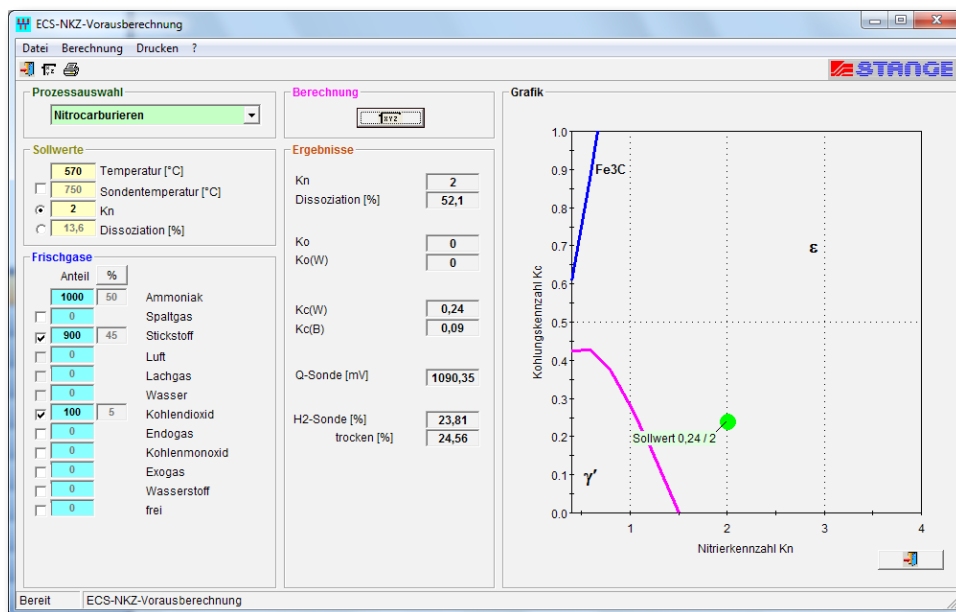 ECS-NKZ-Vorausberechnung
Datei Berechnung Drucken ?
STANGE
Prozessauswahl
Nitrocarburieren
Sollwerte
570 Temperatur [°C]
750 Sondentemperatur [°C]
2 Kn
13,6 Dissoziation [%]
Frischgase
Anteil %
1000 50 Ammoniak
0 Spaltgas
900 45 Stickstoff
0 Luft
0 Lachgas
0 Wasser
100 5 Kohlendioxid
0 Endogas
0 Kohlenmonoxid
0 Exogas
0 Wasserstoff
0 frei
Berechnung
XYZ
Ergebnisse
Kn 2
Dissoziation [%] 52,1
Ko 0
Ko(W) 0
Kc(W) 0,24
Kc(B) 0,09
Q-Sonde [mV] 1090,35
H2-Sonde [%] 23,81
trocken [%] 24,56
Grafik
Kohlungskennzahl Kc
1.0
0.9
0.8
0.7
0.6
0.5
0.4
0.3
0.2
0.1
0.0
Fe3C
ε
Sollwert 0,24 / 2
γ'
1 2 3 4
Nitrierkennzahl Kn
Bereit ECS-NKZ-Vorausberechnung